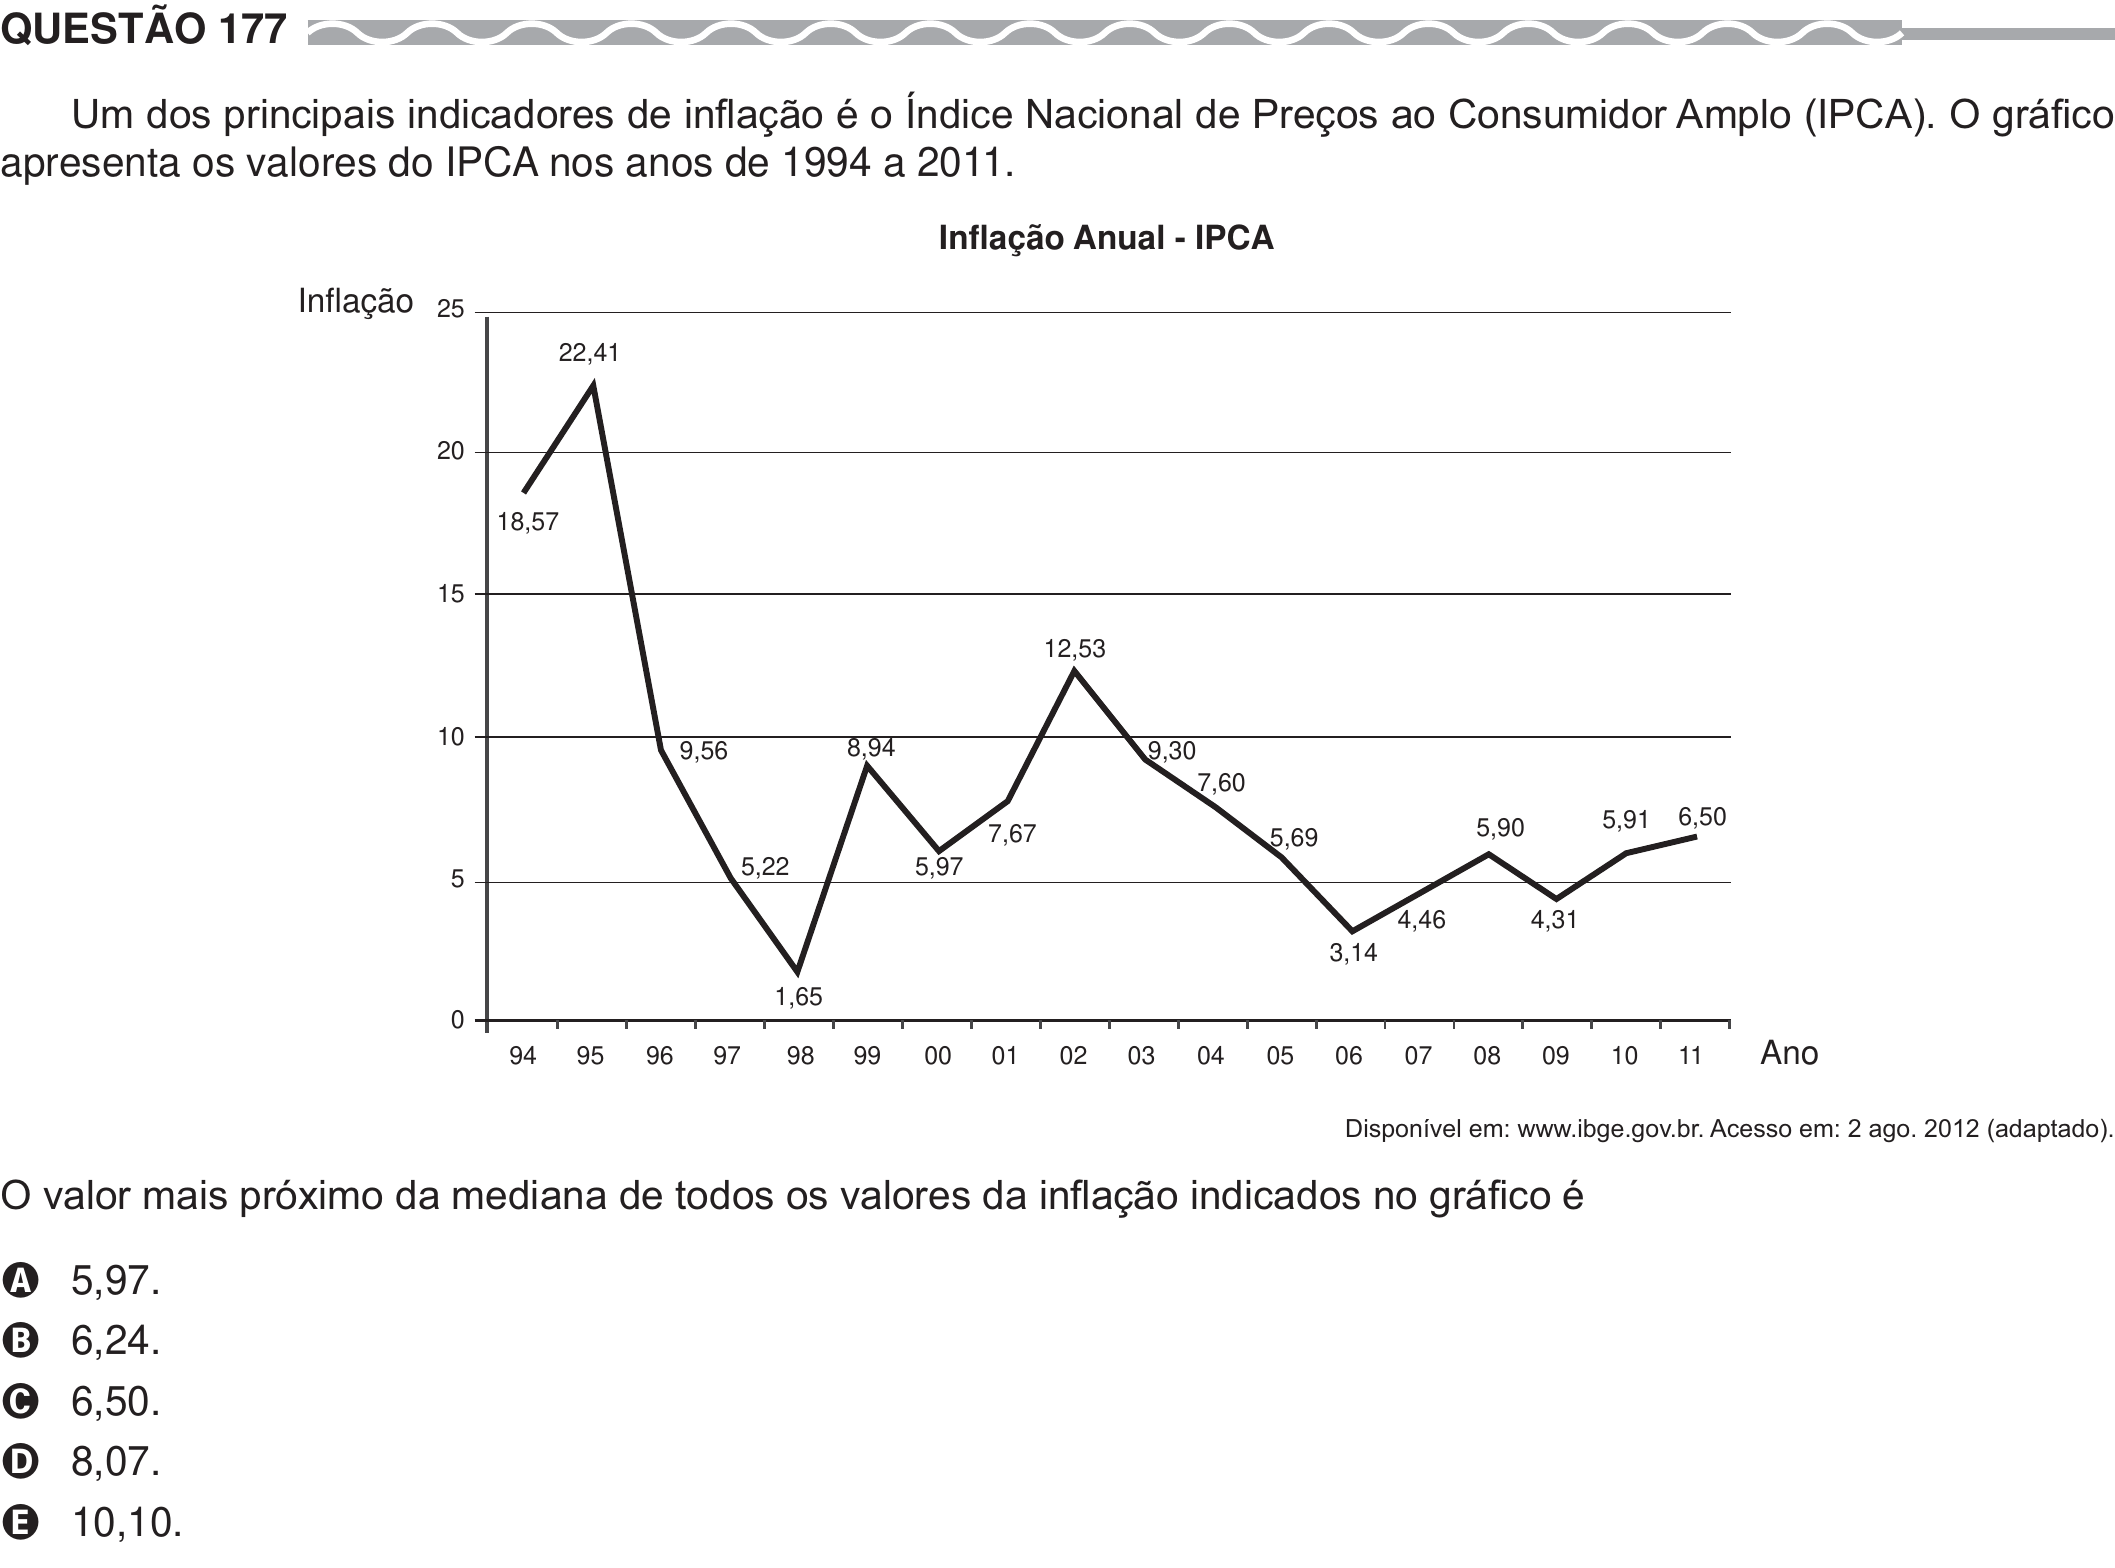 QUESTÃO 177
Um dos principais indicadores de inflação é o Índice Nacional de Preços ao Consumidor Amplo (IPCA). O gráfico
apresenta os valores do IPCA nos anos de 1994 a 2011.
Inflação Anual - IPCA
Inflação
25
22,41
20
18,57
15
12,53
10
9,56
8,94
9,30
7,60
7,67
5,97
5,22
5,69
5,90
5,91
6,50
5
4,46
4,31
3,14
1,65
0
94 95 96 97 98 99 00 01 02 03 04 05 06 07 08 09 10 11 Ano
Disponível em: www.ibge.gov.br. Acesso em: 2 ago. 2012 (adaptado).
O valor mais próximo da mediana de todos os valores da inflação indicados no gráfico é
A 5,97.
B 6,24.
C 6,50.
D 8,07.
E 10,10.